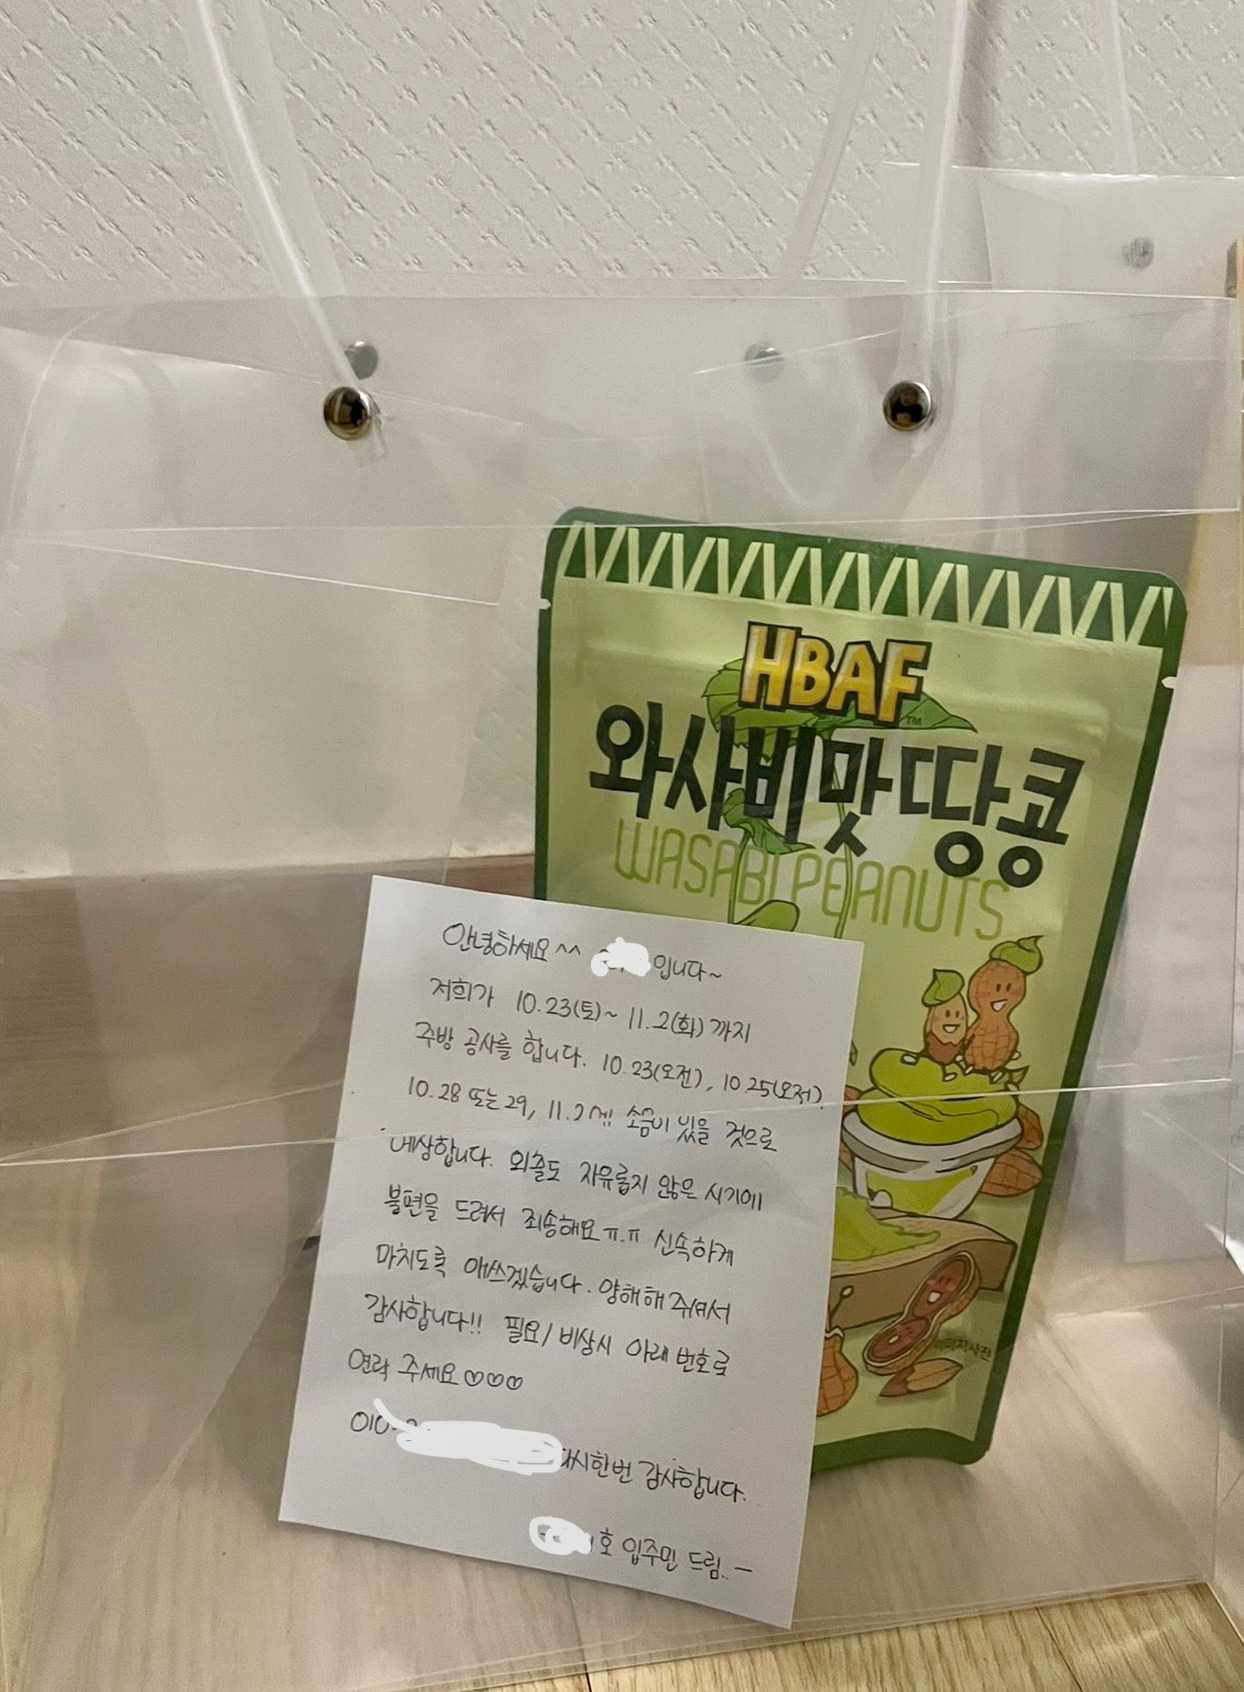 HBAF
TM
와사비맛땅콩
WASABI PEANUTS
안녕하세요^^ 입니다~
저희가 10.23(토)~ 11.2(화)까지
주방 공사를 합니다. 10.23(오전), 10.25(오전),
10.28 또는 29, 11.2에 소음이 있을 것으로
예상합니다. 외출도 자유롭지 않은 시기에
불편을 드려서 죄송해요ㅠ.ㅠ 신속하게
마치도록 애쓰겠습니다. 양해해 주셔서
감사합니다!! 필요/비상시 아래 번호로
연락 주세요♡♡♡
010- 다시한번 감사합니다.
호 입주민 드림. -